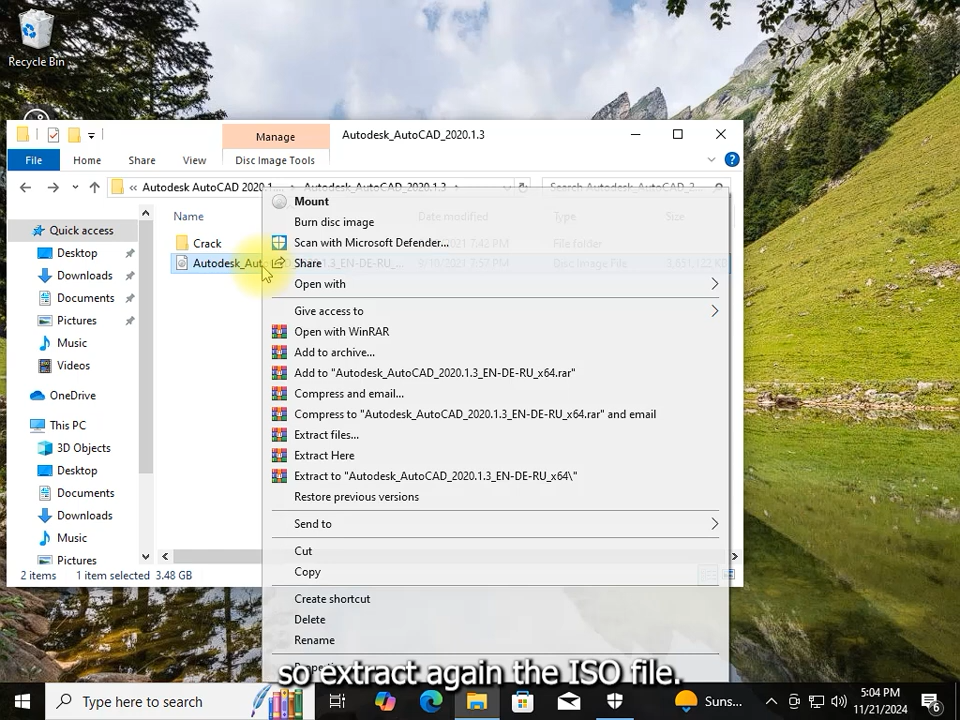 Recycle Bin
Manage
Autodesk_AutoCAD_2020.1.3
File
Home
Share
View
Disc Image Tools
Autodesk AutoCAD 2020.1...
Autodesk_AutoCAD_2020.1.3
Search Autodesk_AutoCAD_2...
Quick access
Desktop
Downloads
Documents
Pictures
Music
Videos
OneDrive
This PC
3D Objects
Desktop
Documents
Downloads
Music
Pictures
Name
Date modified
Type
Size
Crack
2021 7:42 PM
File folder
Autodesk_Aut
1.3_EN-DE-RU_...
9/19/2021 7:57 PM
Disc Image File
3,651,122 KB
Mount
Burn disc image
Scan with Microsoft Defender...
Share
Open with
Give access to
Open with WinRAR
Add to archive...
Add to "Autodesk_AutoCAD_2020.1.3_EN-DE-RU_x64.rar"
Compress and email...
Compress to "Autodesk_AutoCAD_2020.1.3_EN-DE-RU_x64.rar" and email
Extract files...
Extract Here
Extract to "Autodesk_AutoCAD_2020.1.3_EN-DE-RU_x64\"
Restore previous versions
Send to
Cut
Copy
Create shortcut
Delete
Rename
2 items
1 item selected 3.48 GB
so extract again the ISO file.
Type here to search
Suns...
5:04 PM
11/21/2024
6